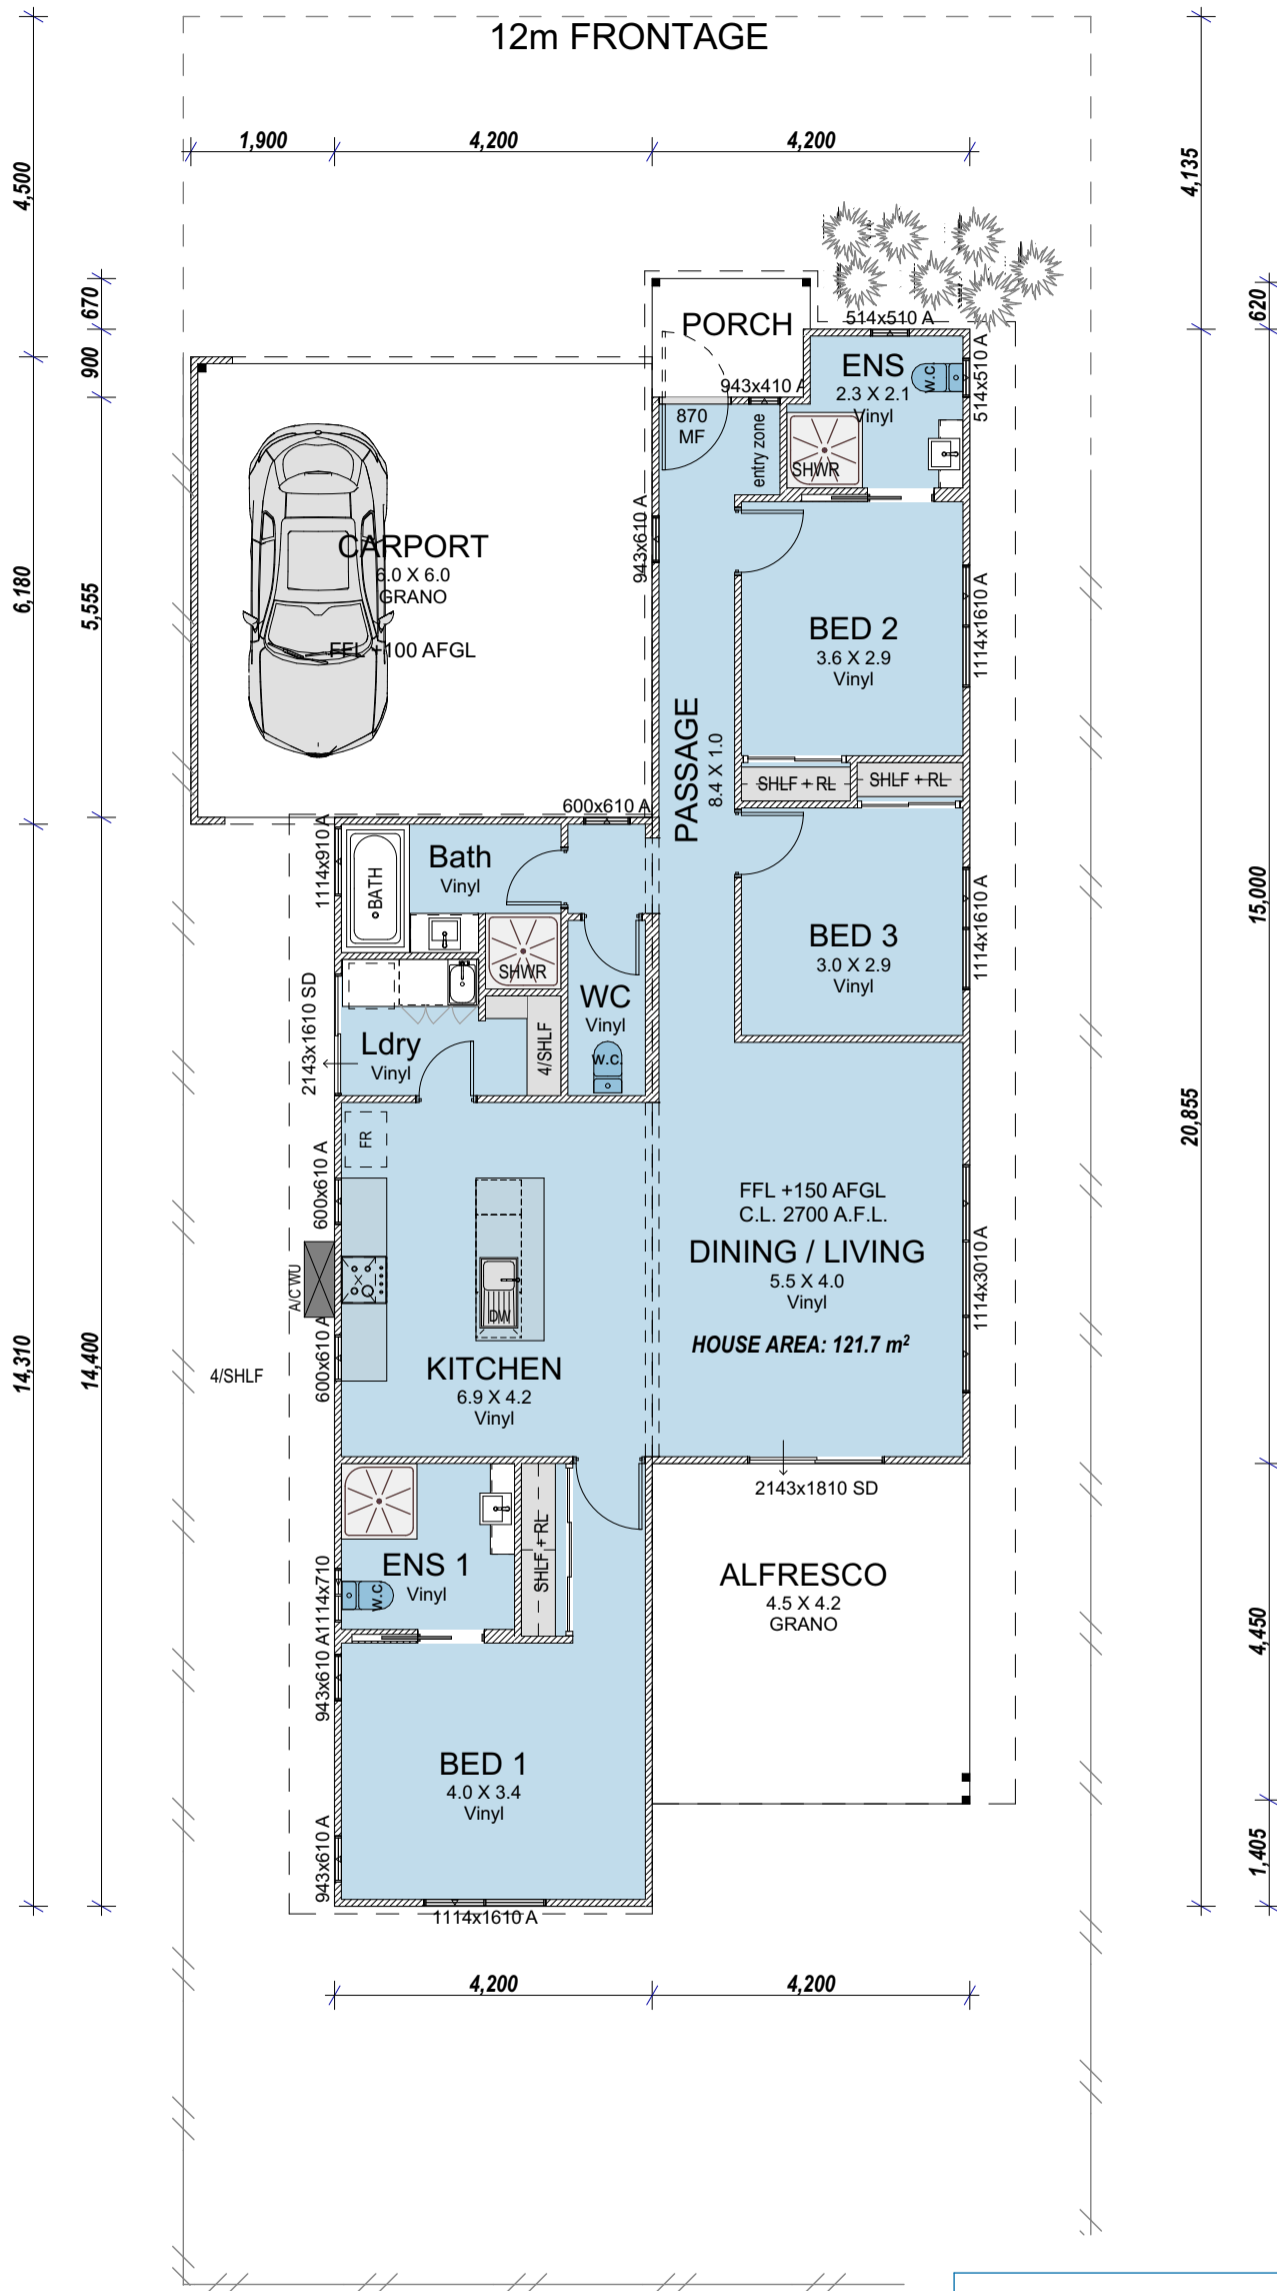 12m FRONTAGE
1,900
4,200
4,200
4,500
4,135
670
620
900
PORCH
514x510 A
514x510 A
ENS
2.3 X 2.1
Vinyl
w.c.
943x410 A
870
MF
entry zone
SHWR
943x610 A
CARPORT
6.0 X 6.0
GRANO
FFL +100 AFGL
6,180
5,555
BED 2
3.6 X 2.9
Vinyl
1114x1610 A
PASSAGE
8.4 X 1.0
SHLF + RL
SHLF + RL
600x610 A
1114x910 A
BATH
Bath
Vinyl
BED 3
3.0 X 2.9
Vinyl
1114x1610 A
15,000
SHWR
WC
Vinyl
w.c.
2143x1610 SD
Ldry
Vinyl
4/SHLF
20,855
FR
600x610 A
FFL +150 AFGL
C.L. 2700 A.F.L.
DINING / LIVING
5.5 X 4.0
Vinyl
HOUSE AREA: 121.7 m²
1114x3010 A
A/C WU
DW
600x610 A
KITCHEN
6.9 X 4.2
Vinyl
14,310
14,400
4/SHLF
2143x1810 SD
SHLF + RL
ENS 1
Vinyl
w.c.
1114x710
943x610 A
ALFRESCO
4.5 X 4.2
GRANO
4,450
BED 1
4.0 X 3.4
Vinyl
943x610 A
1,405
1114x1610 A
4,200
4,200